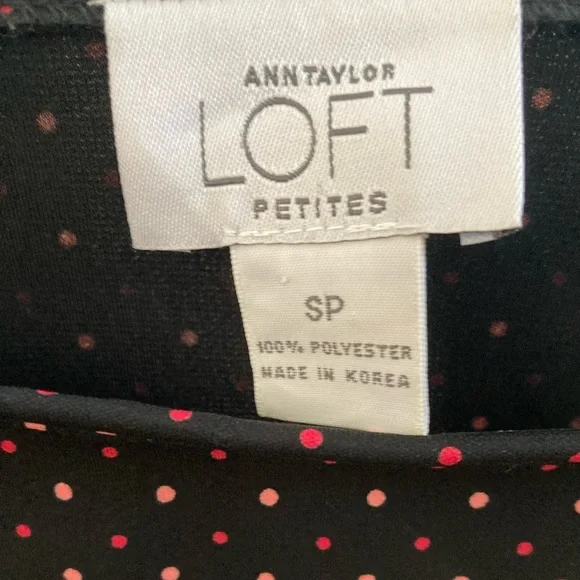 ANNTAYLOR
LOFT
PETITES
SP
100% POLYESTER
MADE IN KOREA